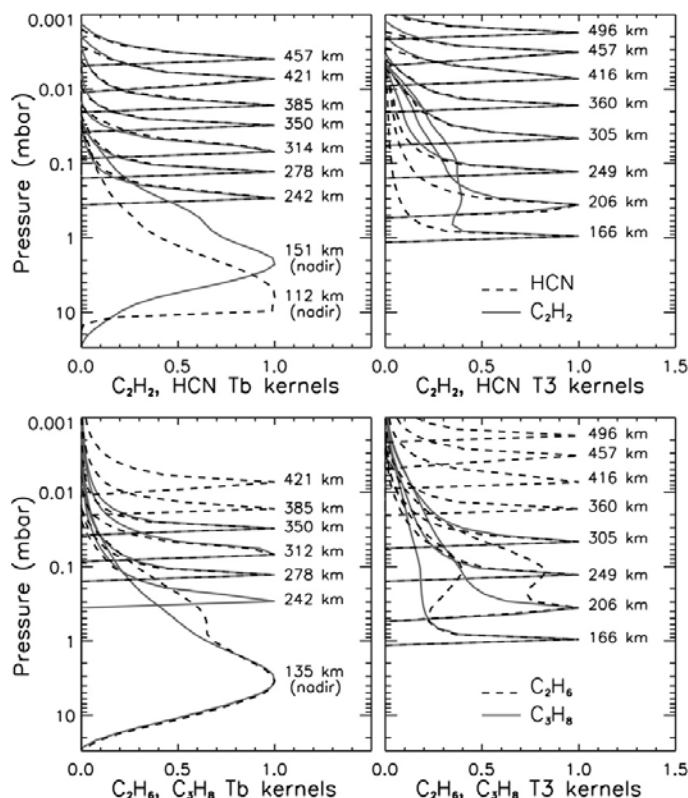 0.001
0.01
0.1
1
10
Pressure (mbar)
457 km
421 km
385 km
350 km
314 km
278 km
242 km
151 km
(nadir)
112 km
(nadir)
0.0 0.5 1.0
C₂H₂, HCN Tb kernels
496 km
457 km
416 km
360 km
305 km
249 km
206 km
166 km
HCN
C₂H₂
0.0 0.5 1.0 1.5
C₂H₂, HCN T3 kernels
0.001
0.01
0.1
1
10
Pressure (mbar)
421 km
385 km
350 km
312 km
278 km
242 km
135 km
(nadir)
0.0 0.5 1.0
C₂H₆, C₃H₈ Tb kernels
496 km
457 km
416 km
360 km
305 km
249 km
206 km
166 km
C₂H₆
C₃H₈
0.0 0.5 1.0 1.5
C₂H₆, C₃H₈ T3 kernels